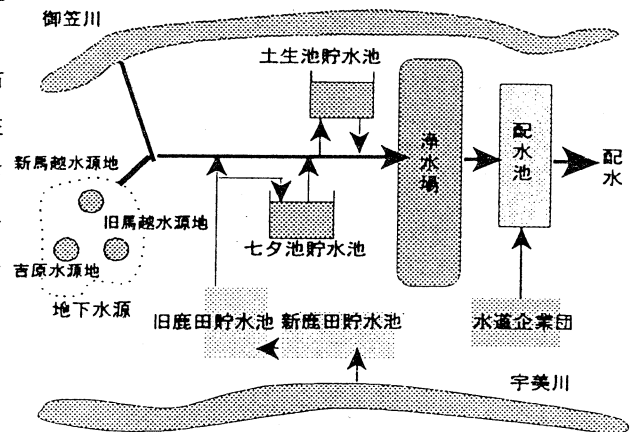 御笠川
土生池貯水池
浄水場
配水池
配水
新馬越水源地
旧馬越水源地
吉原水源地
地下水源
七夕池貯水池
旧鹿田貯水池
新鹿田貯水池
水道企業団
宇美川